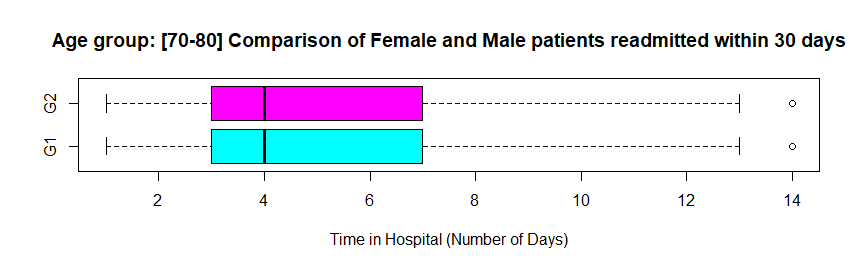 Age group: [70-80] Comparison of Female and Male patients readmitted within 30 days
G2
G1
2 4 6 8 10 12 14
Time in Hospital (Number of Days)